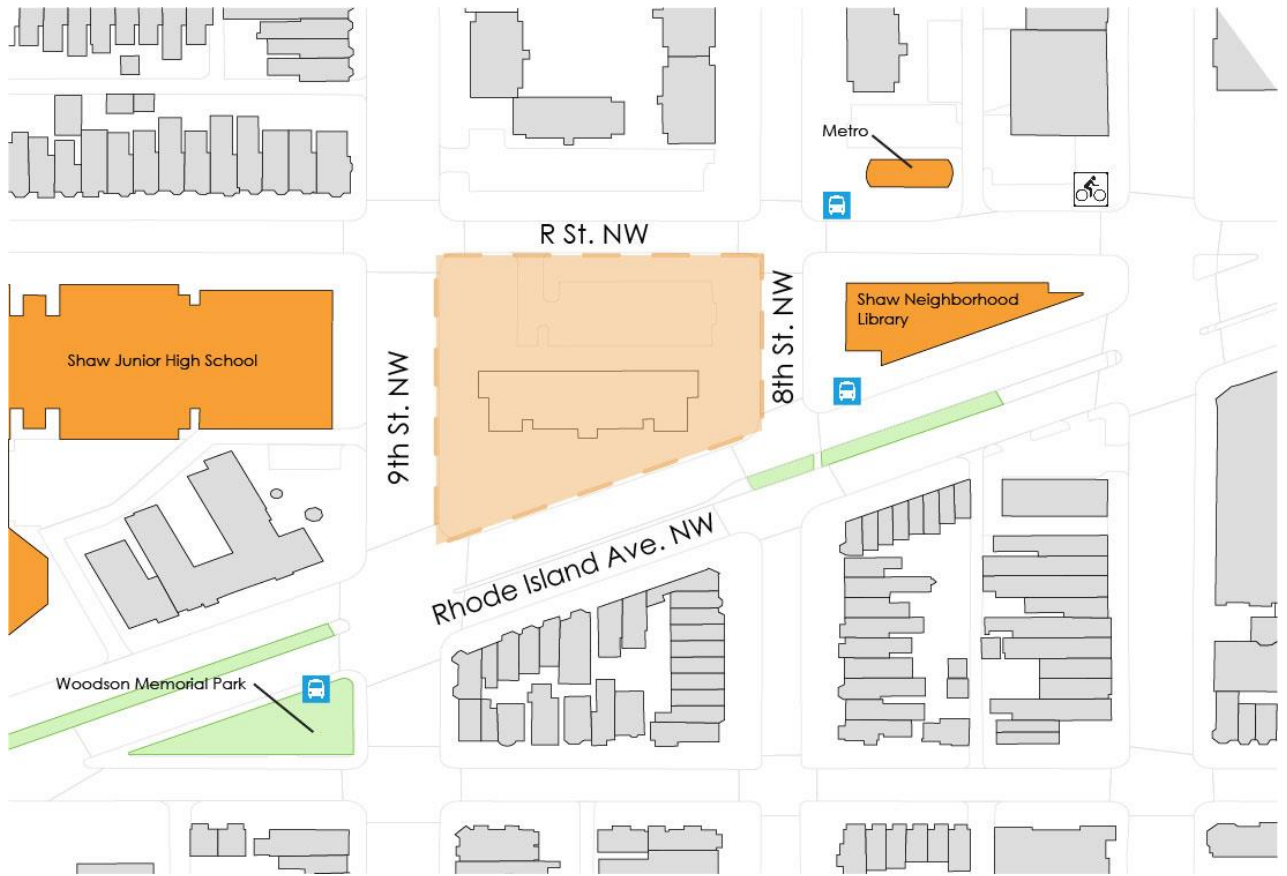 Metro
R St. NW
Shaw Neighborhood
Library
8th St. NW
Shaw Junior High School
9th St. NW
Rhode Island Ave. NW
Woodson Memorial Park